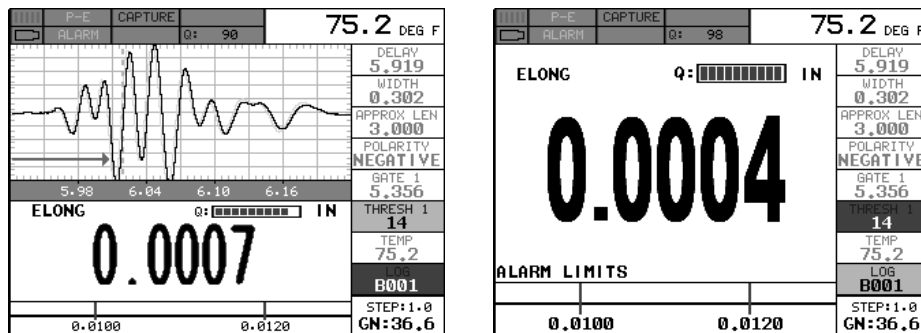 P-E CAPTURE
ALARM Q: 90
75.2 DEG F
DELAY
5.919
WIDTH
0.302
APPROX LEN
3.000
POLARITY
NEGATIVE
GATE 1
5.356
THRESH 1
14
TEMP
75.2
LOG
B001
STEP:1.0
GN:36.6
5.98 6.04 6.10 6.16
ELONG Q: IN
0.0007
0.0100 0.0120
P-E CAPTURE
ALARM Q: 98
75.2 DEG F
ELONG Q: IN
0.0004
ALARM LIMITS
0.0100 0.0120
DELAY
5.919
WIDTH
0.302
APPROX LEN
3.000
POLARITY
NEGATIVE
GATE 1
5.356
THRESH 1
14
TEMP
75.2
LOG
B001
STEP:1.0
GN:36.6